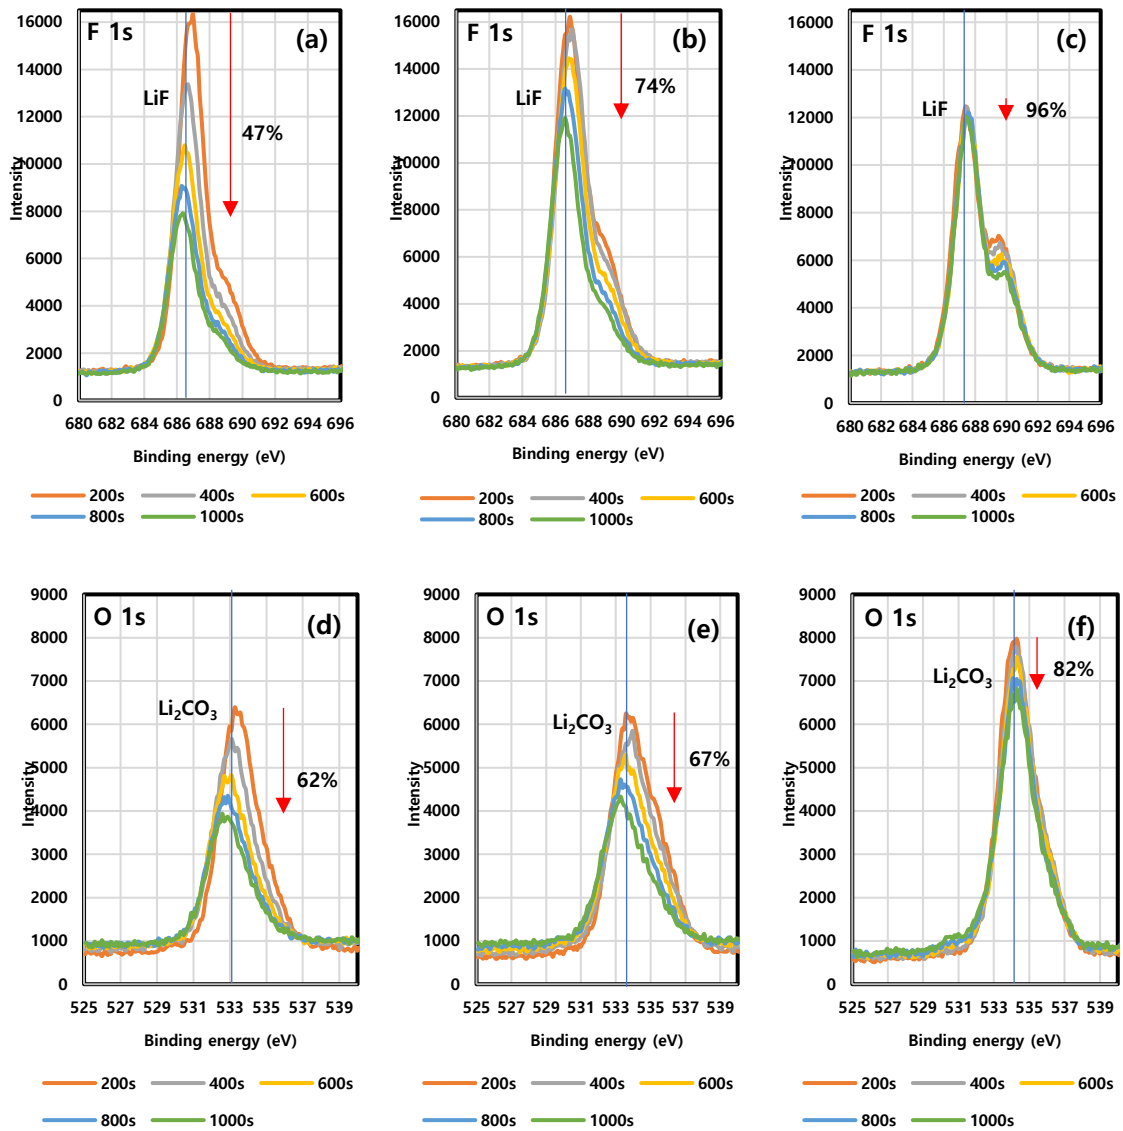 F 1s
(a)
LiF
47%
Intensity
16000
14000
12000
10000
8000
6000
4000
2000
0
680 682 684 686 688 690 692 694 696
Binding energy (eV)
200s 400s 600s
800s 1000s
F 1s
(b)
LiF
74%
Intensity
16000
14000
12000
10000
8000
6000
4000
2000
0
680 682 684 686 688 690 692 694 696
Binding energy (eV)
200s 400s 600s
800s 1000s
F 1s
(c)
LiF
96%
Intensity
16000
14000
12000
10000
8000
6000
4000
2000
0
680 682 684 686 688 690 692 694 696
Binding energy (eV)
200s 400s 600s
800s 1000s
O 1s
(d)
Li₂CO₃
62%
Intensity
9000
8000
7000
6000
5000
4000
3000
2000
1000
0
525 527 529 531 533 535 537 539
Binding energy (eV)
200s 400s 600s
800s 1000s
O 1s
(e)
Li₂CO₃
67%
Intensity
9000
8000
7000
6000
5000
4000
3000
2000
1000
0
525 527 529 531 533 535 537 539
Binding energy (eV)
200s 400s 600s
800s 1000s
O 1s
(f)
Li₂CO₃
82%
Intensity
9000
8000
7000
6000
5000
4000
3000
2000
1000
0
525 527 529 531 533 535 537 539
Binding energy (eV)
200s 400s 600s
800s 1000s